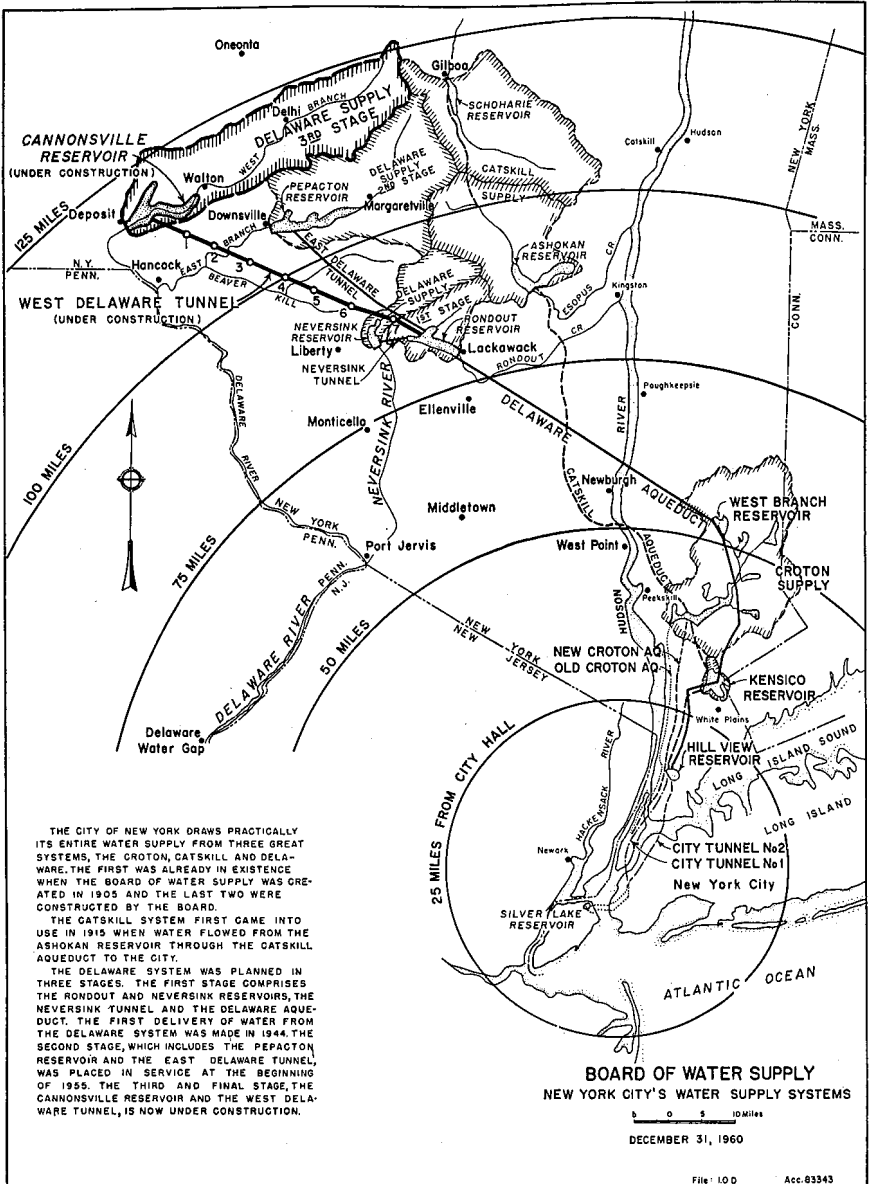 Oneonta
Gilboa
SCHOHARIE
RESERVOIR
Delhi
WEST BRANCH
DELAWARE SUPPLY
3RD STAGE
CANNONSVILLE
RESERVOIR
(UNDER CONSTRUCTION)
Walton
Catskill
Hudson
NEW YORK
MASS.
DELAWARE
SUPPLY
2ND STAGE
CATSKILL
SUPPLY
PEPACTON
RESERVOIR
Margaretville
Downsville
Deposit
125 MILES
MASS.
CONN.
EAST BRANCH
1
2
3
4
5
6
EAST DELAWARE
TUNNEL
ASHOKAN
RESERVOIR
N.Y.
PENN.
Hancock
BEAVER KILL
DELAWARE
SUPPLY
1ST STAGE
ESOPUS CR
Kingston
CONN.
WEST DELAWARE TUNNEL
(UNDER CONSTRUCTION)
NEVERSINK
RESERVOIR
RONDOUT
RESERVOIR
Liberty
Lackawack
RONDOUT CR
NEVERSINK
TUNNEL
DELAWARE RIVER
NEVERSINK RIVER
Ellenville
Poughkeepsie
RIVER
Monticello
DELAWARE AQUEDUCT
100 MILES
CATSKILL AQUEDUCT
Newburgh
WEST BRANCH
RESERVOIR
Middletown
NEW YORK
PENN.
Port Jervis
West Point
CROTON
SUPPLY
75 MILES
PENN.
N.J.
Peekskill
HUDSON
50 MILES
NEW YORK
NEW JERSEY
NEW CROTON AQ.
OLD CROTON AQ.
DELAWARE RIVER
KENSICO
RESERVOIR
White Plains
Delaware
Water Gap
HILL VIEW
RESERVOIR
LONG ISLAND SOUND
LONG ISLAND
25 MILES FROM CITY HALL
HACKENSACK RIVER
Newark
CITY TUNNEL No2
CITY TUNNEL No1
New York City
SILVER LAKE
RESERVOIR
ATLANTIC OCEAN
THE CITY OF NEW YORK DRAWS PRACTICALLY
ITS ENTIRE WATER SUPPLY FROM THREE GREAT
SYSTEMS, THE CROTON, CATSKILL AND DELA-
WARE. THE FIRST WAS ALREADY IN EXISTENCE
WHEN THE BOARD OF WATER SUPPLY WAS CRE-
ATED IN 1905 AND THE LAST TWO WERE
CONSTRUCTED BY THE BOARD.
THE CATSKILL SYSTEM FIRST CAME INTO
USE IN 1915 WHEN WATER FLOWED FROM THE
ASHOKAN RESERVOIR THROUGH THE CATSKILL
AQUEDUCT TO THE CITY.
THE DELAWARE SYSTEM WAS PLANNED IN
THREE STAGES. THE FIRST STAGE COMPRISES
THE RONDOUT AND NEVERSINK RESERVOIRS, THE
NEVERSINK TUNNEL AND THE DELAWARE AQUE-
DUCT. THE FIRST DELIVERY OF WATER FROM
THE DELAWARE SYSTEM WAS MADE IN 1944. THE
SECOND STAGE, WHICH INCLUDES THE PEPACTON
RESERVOIR AND THE EAST DELAWARE TUNNEL,
WAS PLACED IN SERVICE AT THE BEGINNING
OF 1955. THE THIRD AND FINAL STAGE, THE
CANNONSVILLE RESERVOIR AND THE WEST DELA-
WARE TUNNEL, IS NOW UNDER CONSTRUCTION.
BOARD OF WATER SUPPLY
NEW YORK CITY'S WATER SUPPLY SYSTEMS
5 0 5 10 Miles
DECEMBER 31, 1960
File: 1.0 D Acc. 83343